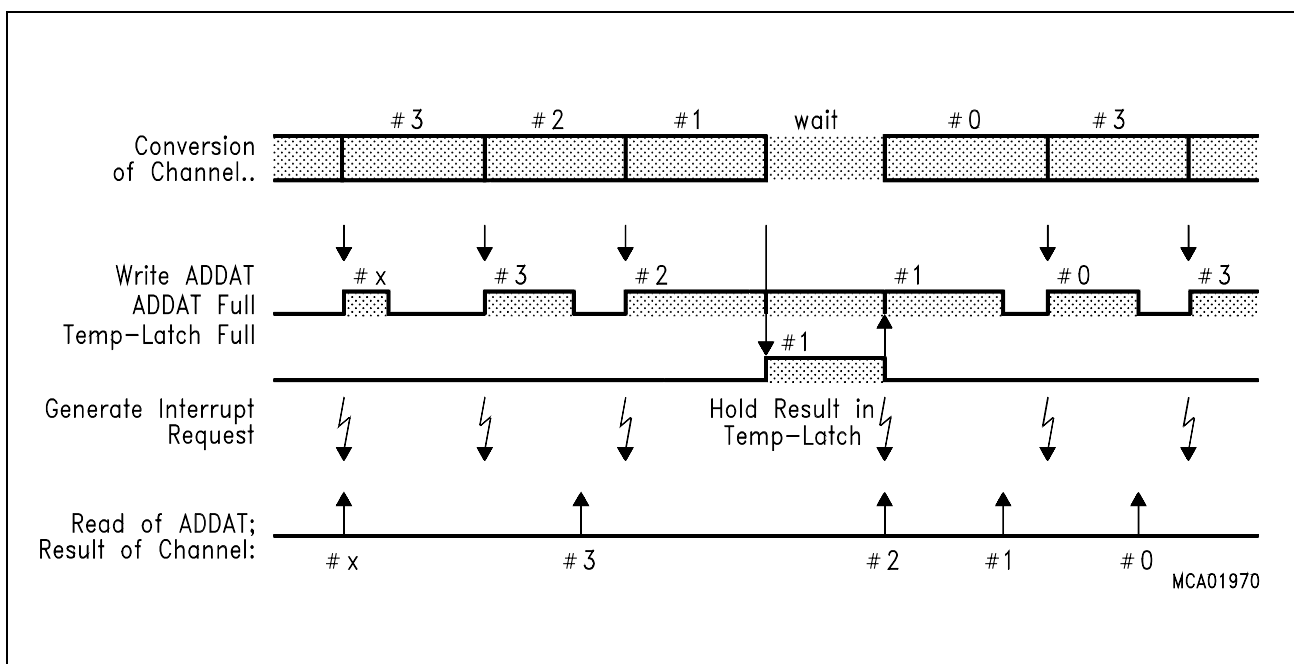 #3 #2 #1 wait #0 #3
Conversion
of Channel..
Write ADDAT
#x #3 #2 #1 #0 #3
ADDAT Full
Temp-Latch Full
#1
Generate Interrupt
Request
Hold Result in
Temp-Latch
Read of ADDAT;
Result of Channel:
#x #3 #2 #1 #0
MCA01970